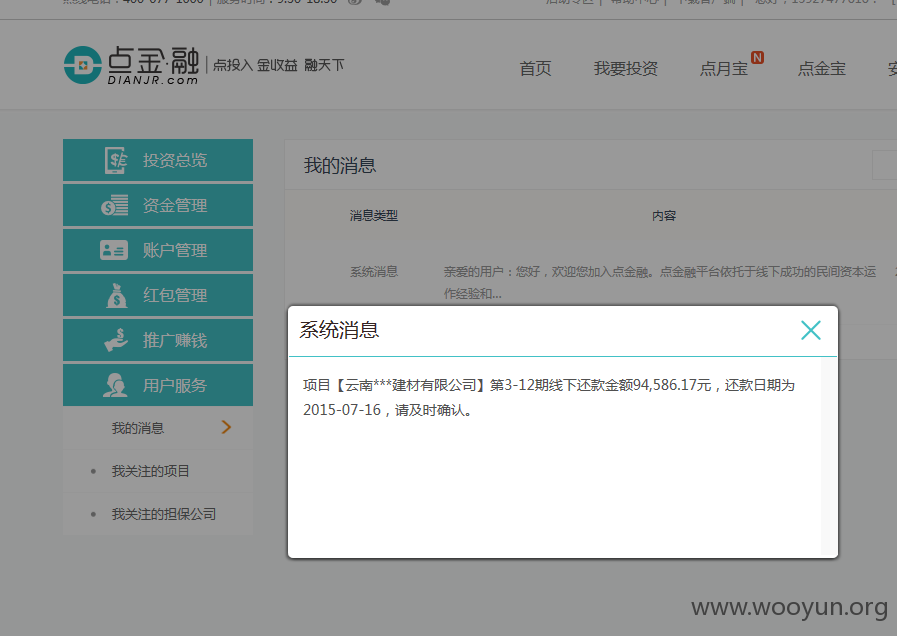 点金融
DIANJR.com
点投入 金收益 融天下
首页
我要投资
点月宝
N
点金宝
投资总览
资金管理
账户管理
红包管理
推广赚钱
用户服务
我的消息
我关注的项目
我关注的担保公司
我的消息
消息类型
内容
系统消息
亲爱的用户：您好，欢迎您加入点金融。点金融平台依托于线下成功的民间资本运
作经验和...
系统消息
项目【云南***建材有限公司】第3-12期线下还款金额94,586.17元，还款日期为
2015-07-16，请及时确认。
www.wooyun.org